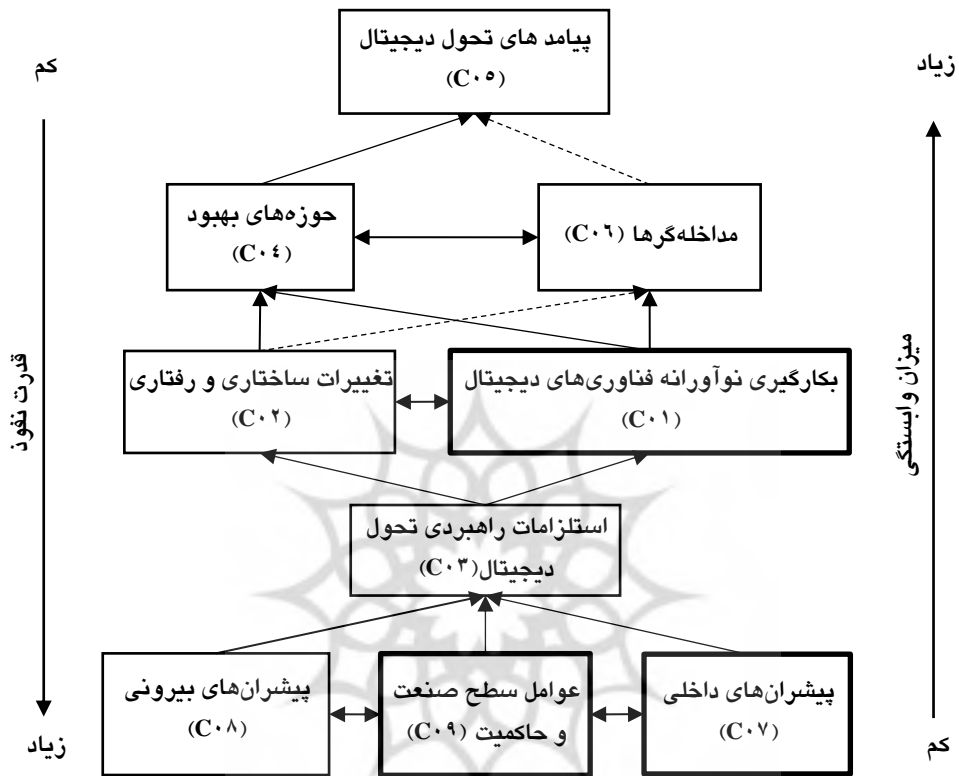 پیامد های تحول دیجیتال
(C۰۵)
زیاد
کم
حوزه‌های بهبود
(C۰٤)
مداخله‌گرها (C۰٦)
میزان وابستگی
قدرت نفوذ
بکارگیری نوآورانه فناوری‌های دیجیتال
(C۰۱)
تغییرات ساختاری و رفتاری
(C۰۲)
استلزامات راهبردی تحول
دیجیتال(C۰۳)
پیشران‌های داخلی
(C۰۷)
عوامل سطح صنعت
و حاکمیت (C۰۹)
پیشران‌های بیرونی
(C۰۸)
کم
زیاد